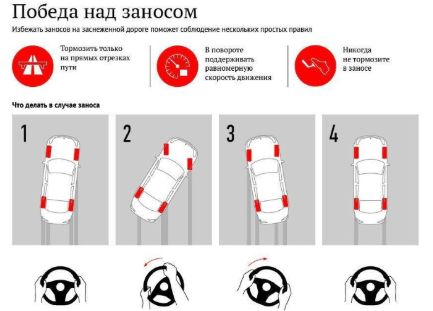 Победа над заносом
Избежать заносов на заснеженной дороге поможет соблюдение нескольких простых правил
Тормозить только
на прямых отрезках
пути
В повороте
поддерживать
равномерную
скорость движения
Никогда
не тормозите
в заносе
Что делать в случае заноса
1
2
3
4